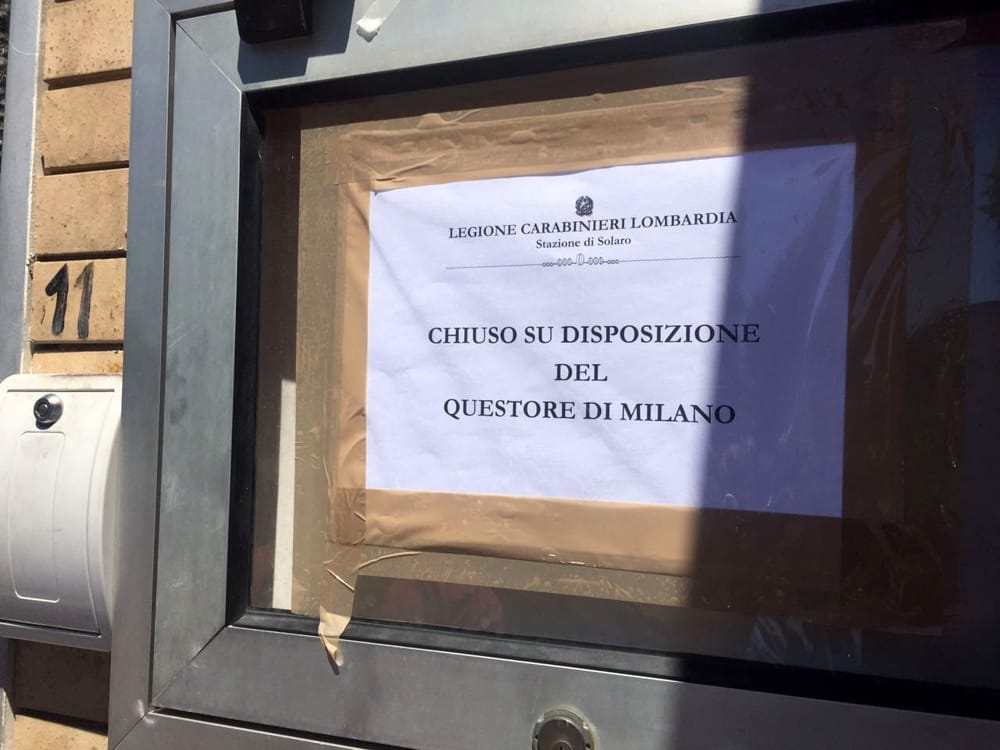 LEGIONE CARABINIERI LOMBARDIA
Stazione di Solaro
CHIUSO SU DISPOSIZIONE
DEL
QUESTORE DI MILANO
11